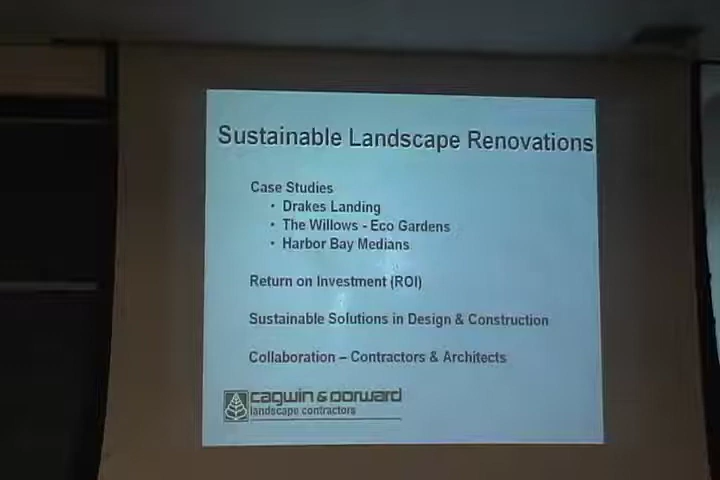 Sustainable Landscape Renovations
Case Studies
• Drakes Landing
• The Willows - Eco Gardens
• Harbor Bay Medians
Return on Investment (ROI)
Sustainable Solutions in Design & Construction
Collaboration – Contractors & Architects
cagwin & dorward
landscape contractors